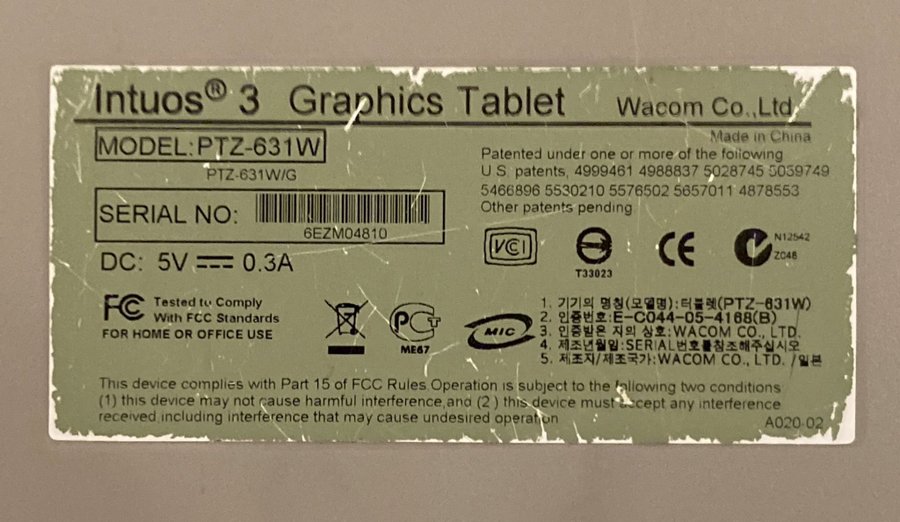 Intuos® 3 Graphics Tablet Wacom Co.,Ltd.
Made in China
MODEL: PTZ-631W
PTZ-631W/G
SERIAL NO:
6EZM04810
DC: 5V 0.3A
Patented under one or more of the following
U.S. patents, 4999461 4988837 5028745 5059749
5466896 5530210 5576502 5657011 4878553
Other patents pending
VCI
T33023
CE
N12542
ZC46
FC Tested to Comply
With FCC Standards
FOR HOME OR OFFICE USE
PCT
ME67
MIC
1. 기기의 명칭(모델명):터블렛(PTZ-631W)
2. 인증번호:E-C044-05-4168(B)
3. 인증받은 자의 상호:WACOM CO., LTD.
4. 제조년월일:SERIAL번호를참조해주십시오
5. 제조자/제조국가:WACOM CO., LTD. /일본
This device complies with Part 15 of FCC Rules.Operation is subject to the following two conditions
(1) this device may not cause harmful interference,and (2) this device must accept any interference
received,including interference that may cause undesired operation
A020-02